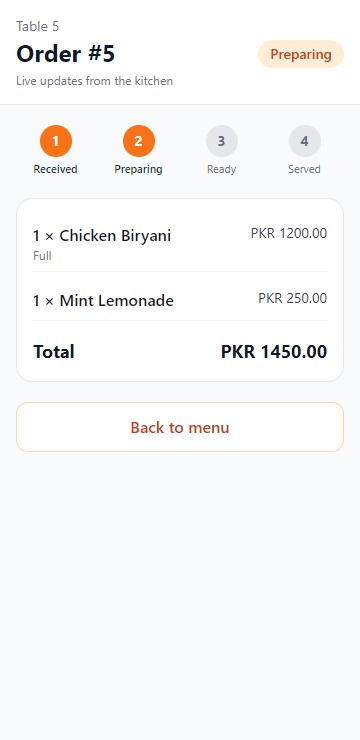 Table 5
Order #5
Preparing
Live updates from the kitchen
1 2 3 4
Received Preparing Ready Served
1 × Chicken Biryani PKR 1200.00
Full
1 × Mint Lemonade PKR 250.00
Total PKR 1450.00
Back to menu